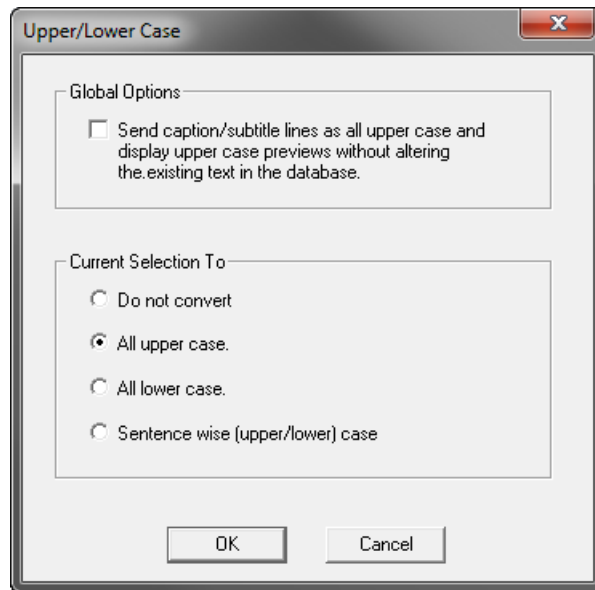 Upper/Lower Case
Global Options
Send caption/subtitle lines as all upper case and
display upper case previews without altering
the.existing text in the database.
Current Selection To
Do not convert
All upper case.
All lower case.
Sentence wise (upper/lower) case
OK
Cancel